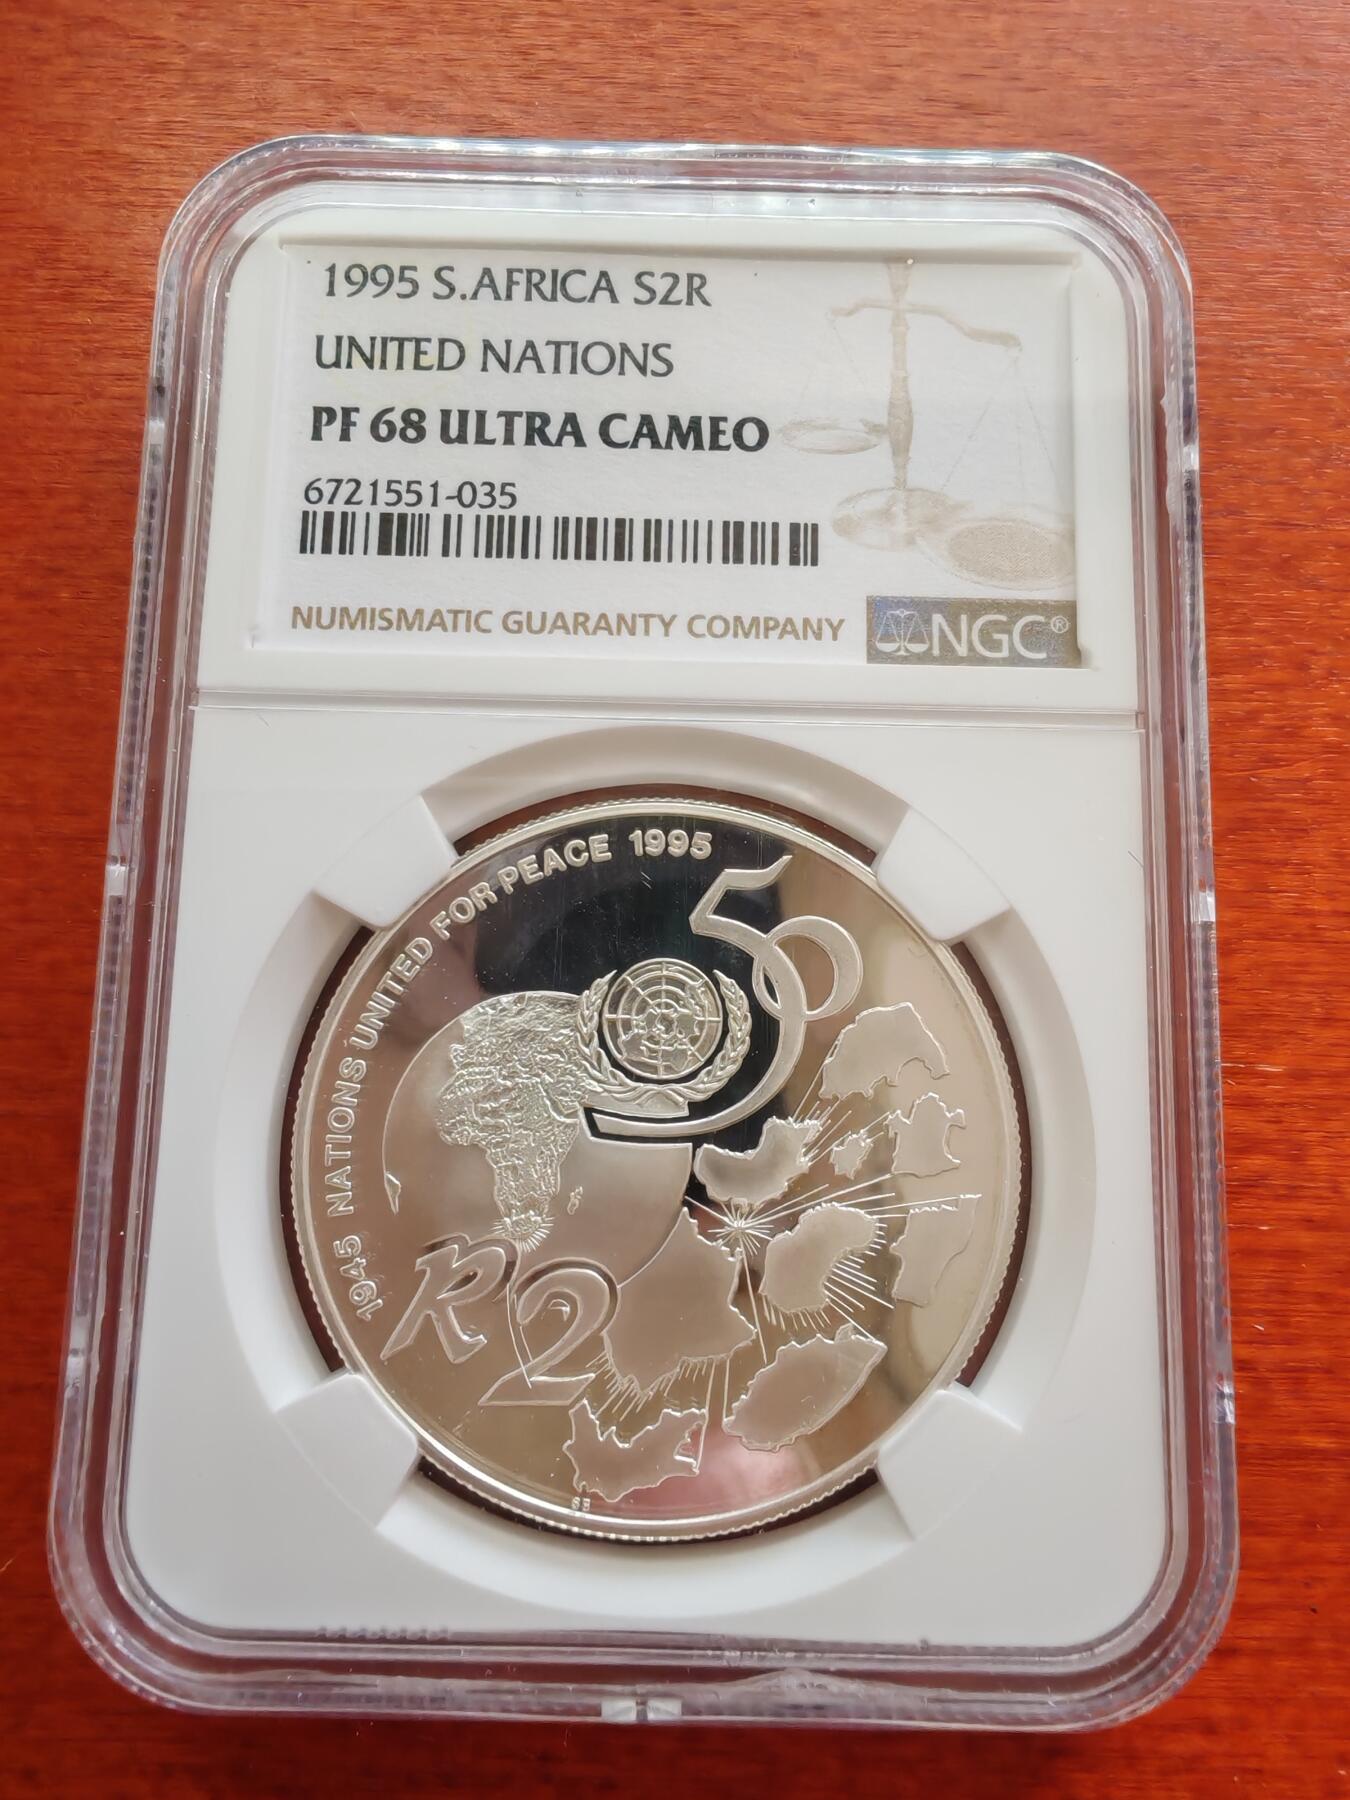 1995 S.AFRICA S2R
UNITED NATIONS
PF 68 ULTRA CAMEO
6721551-035
NUMISMATIC GUARANTY COMPANY
NGC®
1945 NATIONS UNITED FOR PEACE 1995
50
R2